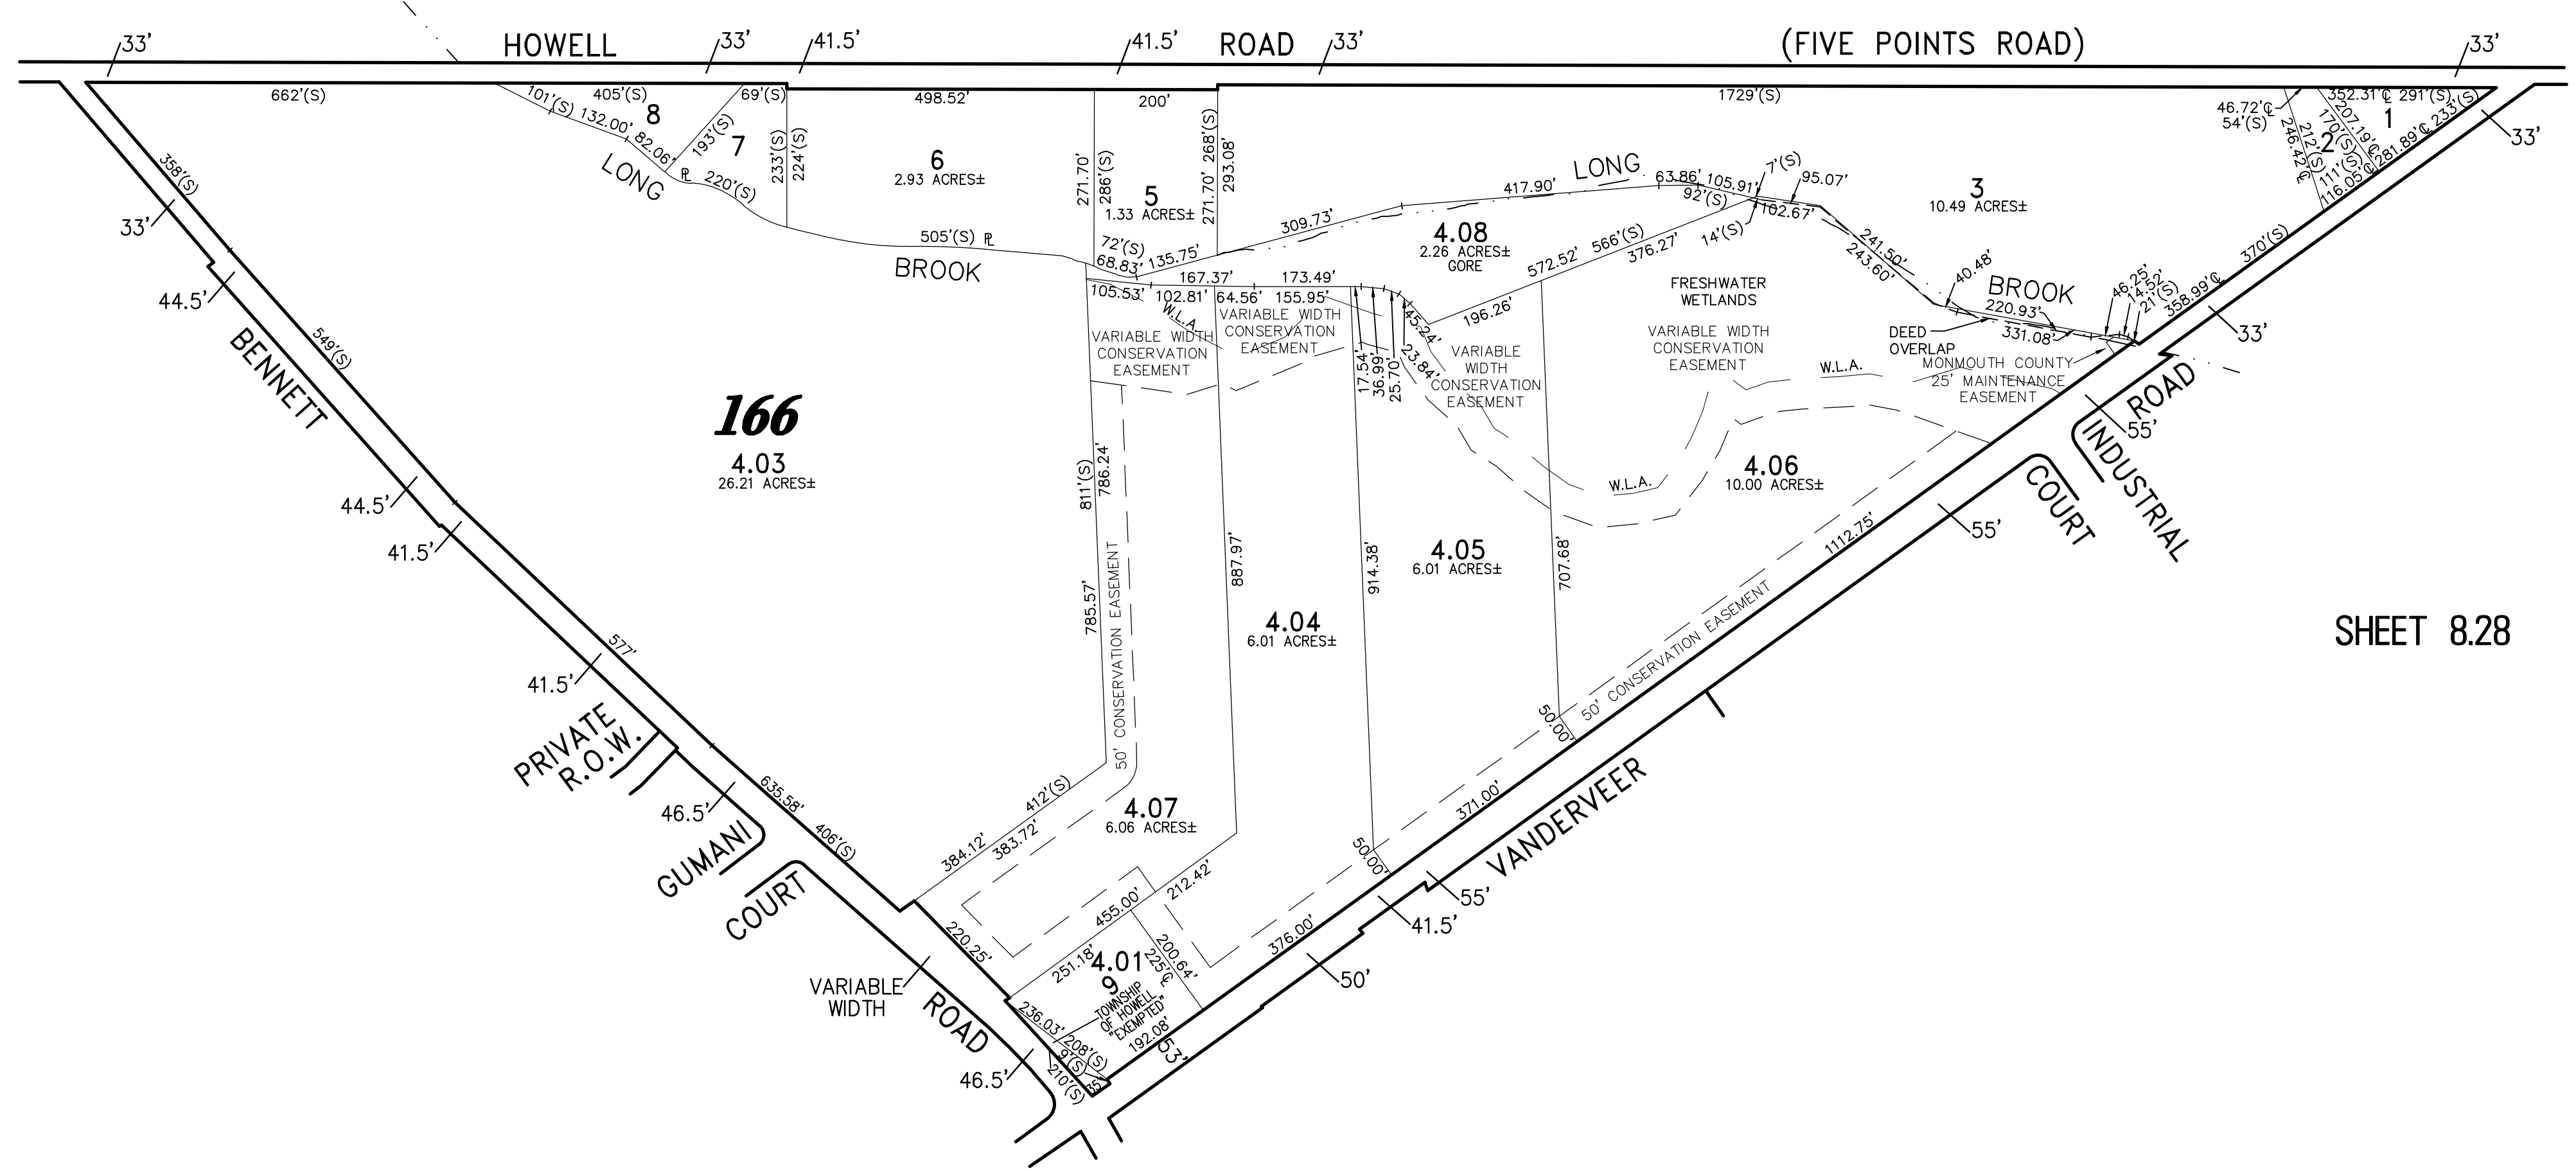 33'
HOWELL
33'
41.5'
41.5'
ROAD
33'
(FIVE POINTS ROAD)
33'
662'(S)
101'(S)
405'(S)
69'(S)
498.52'
200'
1729'(S)
46.72'℄
54'(S)
352.31'℄ 291'(S)
8
132.00'
82.06'
193'(S)
7
233'(S)
224'(S)
6
2.93 ACRES±
271.70'
286'(S)
5
1.33 ACRES±
271.70' 268'(S)
293.08'
LONG
℄ 220'(S)
505'(S)
BROOK
72'(S)
68.83'
135.75'
309.73'
417.90'
LONG
63.86'
105.91'
92'(S)
7'(S)
95.07'
102.67'
14'(S)
3
10.49 ACRES±
246.42'℄
212'(S)
2
170'(S)
207.19'℄
1
281.89'℄ 233'(S)
111'(S)
116.05'℄
33'
358'(S)
33'
44.5'
4.08
2.26 ACRES±
GORE
572.52'
566'(S)
376.27'
196.26'
241.50'
243.60'
40.48'
BROOK
220.93'
331.08'
DEED
OVERLAP
46.25'
14.52'
21'(S)
370'(S)
358.99'℄
33'
MONMOUTH COUNTY
25' MAINTENANCE
EASEMENT
105.53'
167.37'
102.81'
64.56'
173.49'
155.95'
W.L.A.
VARIABLE WIDTH
CONSERVATION
EASEMENT
VARIABLE WIDTH
CONSERVATION
EASEMENT
17.54'
36.99'
25.70'
45.24'
23.84'
VARIABLE
WIDTH
CONSERVATION
EASEMENT
FRESHWATER
WETLANDS
VARIABLE WIDTH
CONSERVATION
EASEMENT
W.L.A.
W.L.A.
549'(S)
BENNETT
44.5'
41.5'
166
4.03
26.21 ACRES±
811'(S)
786.24'
785.57'
50' CONSERVATION EASEMENT
887.97'
4.04
6.01 ACRES±
914.38'
4.05
6.01 ACRES±
707.68'
4.06
10.00 ACRES±
1112.75'
50' CONSERVATION EASEMENT
ROAD
55'
INDUSTRIAL
COURT
55'
SHEET 8.28
577'
41.5'
PRIVATE
R.O.W.
46.5'
635.58'
406'(S)
GUMANI
COURT
412'(S)
384.12'
383.72'
4.07
6.06 ACRES±
50.00'
50.00'
371.00'
VANDERVEER
55'
41.5'
220.25'
455.00'
212.42'
376.00'
50'
VARIABLE
WIDTH
ROAD
251.18'
4.01
200.64'
225'℄
9
TOWNSHIP
OF HOWELL
"EXEMPTED"
236.03'
208'(S)
9'(S)
210'(S)
35'
192.08'
53'
46.5'